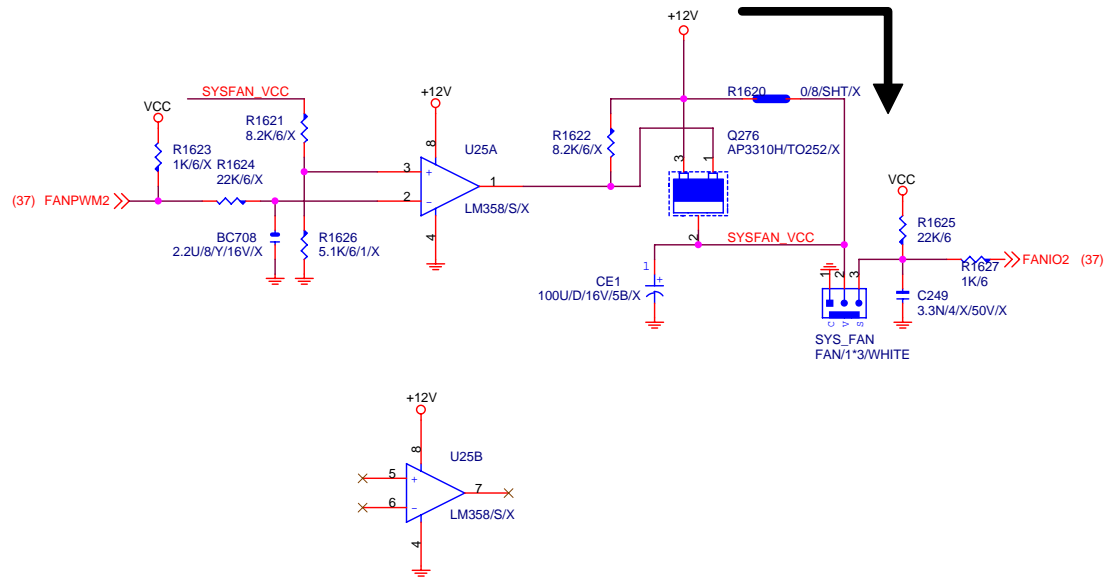 +12V
SYSFAN_VCC
VCC
R1623
1K/6/X
R1621
8.2K/6/X
+12V
8
U25A
R1620
0/8/SHT/X
R1622
8.2K/6/X
Q276
AP3310H/TO252/X
3
1
2
(37) FANPWM2
R1624
22K/6/X
3
+
2
−
1
LM358/S/X
4
BC708
2.2U/8/Y/16V/X
R1626
5.1K/6/1/X
SYSFAN_VCC
1
+
CE1
100U/D/16V/5B/X
VCC
R1625
22K/6
R1627
1K/6
FANIO2 (37)
C249
3.3N/4/X/50V/X
1
2
3
C V S
SYS_FAN
FAN/1*3/WHITE
+12V
8
U25B
5
+
6
−
7
LM358/S/X
4